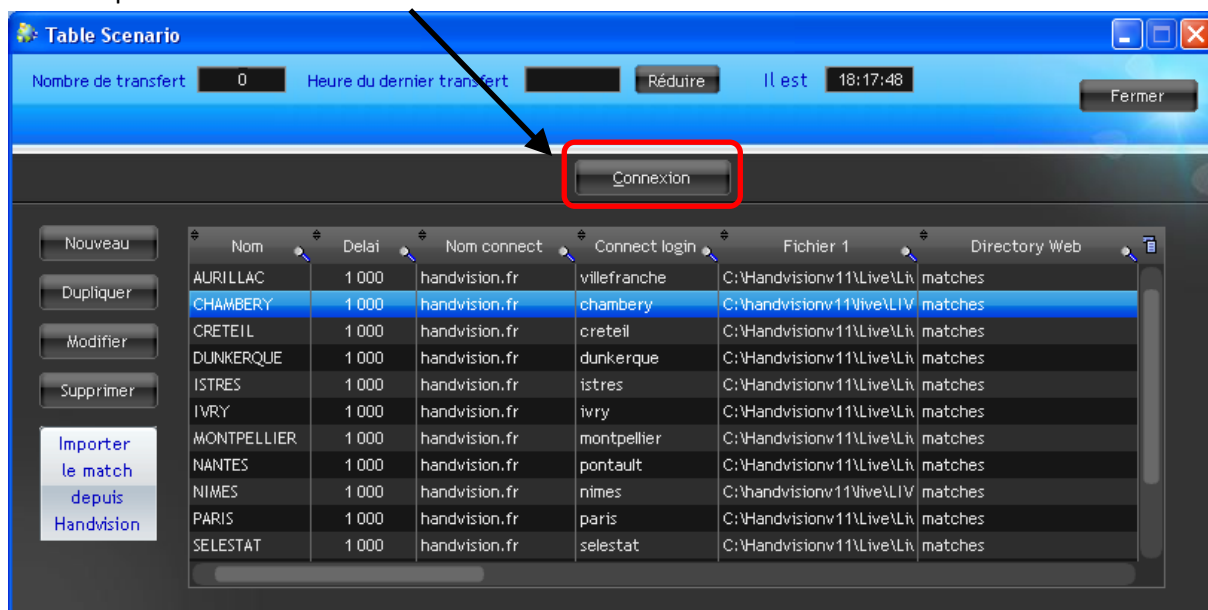 Table Scenario
Nombre de transfert 0 Heure du dernier transfert Réduire Il est 18:17:48
Fermer
Connexion
Nouveau
Dupliquer
Modifier
Supprimer
Importer
le match
depuis
Handvision
Nom Delai Nom connect Connect login Fichier 1 Directory Web
AURILLAC 1 000 handvision.fr villefranche C:\Handvisionv11\Live\Liv matches
CHAMBERY 1 000 handvision.fr chambery C:\handvisionv11\live\LIV matches
CRETEIL 1 000 handvision.fr creteil C:\Handvisionv11\Live\Liv matches
DUNKERQUE 1 000 handvision.fr dunkerque C:\Handvisionv11\Live\Liv matches
ISTRES 1 000 handvision.fr istres C:\Handvisionv11\Live\Liv matches
IVRY 1 000 handvision.fr ivry C:\Handvisionv11\Live\Liv matches
MONTPELLIER 1 000 handvision.fr montpellier C:\Handvisionv11\Live\Liv matches
NANTES 1 000 handvision.fr pontault C:\Handvisionv11\Live\Liv matches
NIMES 1 000 handvision.fr nimes C:\handvisionv11\live\LIV matches
PARIS 1 000 handvision.fr paris C:\Handvisionv11\Live\Liv matches
SELESTAT 1 000 handvision.fr selestat C:\Handvisionv11\Live\Liv matches